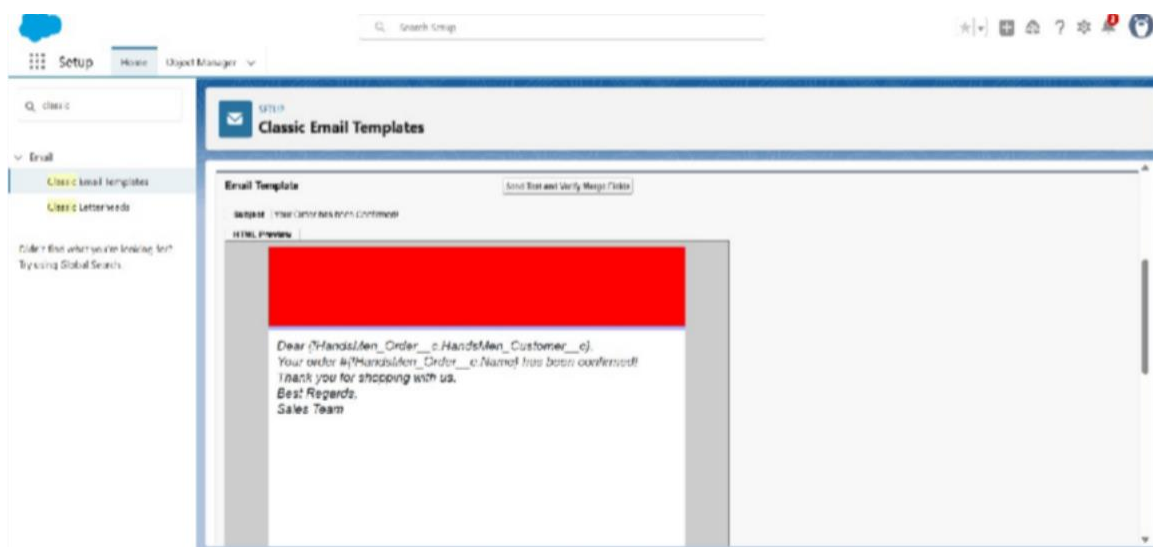 Search Setup
Setup
Home
Object Manager
classic
SETUP
Classic Email Templates
Email
Classic Email Templates
Classic Letterheads
Didn't find what you're looking for?
Try using Global Search.
Email Template
Send Test and Verify Merge Fields
Subject Your Order has been Confirmed!
HTML Preview
Dear {!HandsMen_Order__c.HandsMen_Customer__c},
Your order #{!HandsMen_Order__c.Name} has been confirmed!
Thank you for shopping with us.
Best Regards,
Sales Team